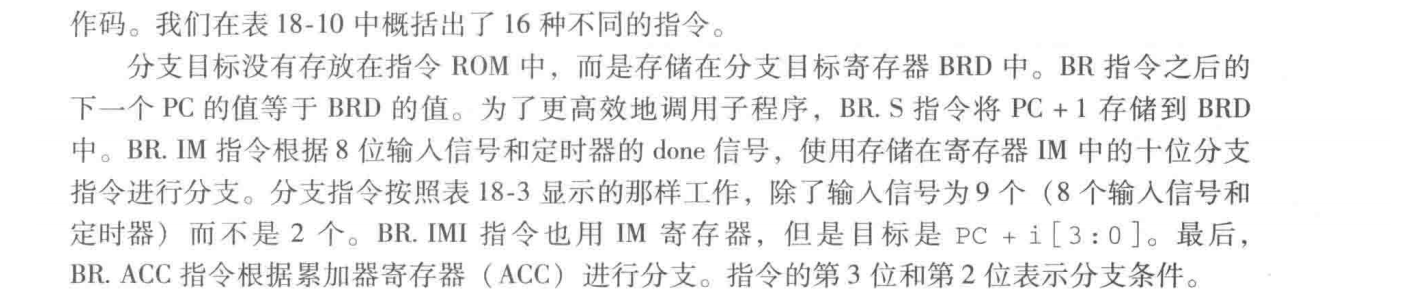 作码。我们在表 18-10 中概括出了 16 种不同的指令。
分支目标没有存放在指令 ROM 中，而是存储在分支目标寄存器 BRD 中。BR 指令之后的
下一个 PC 的值等于 BRD 的值。为了更高效地调用子程序，BR. S 指令将 PC + 1 存储到 BRD
中。BR. IM 指令根据 8 位输入信号和定时器的 done 信号，使用存储在寄存器 IM 中的十位分支
指令进行分支。分支指令按照表 18-3 显示的那样工作，除了输入信号为 9 个（8 个输入信号和
定时器）而不是 2 个。BR. IMI 指令也用 IM 寄存器，但是目标是 PC + i[3:0]。最后，
BR. ACC 指令根据累加器寄存器（ACC）进行分支。指令的第 3 位和第 2 位表示分支条件。